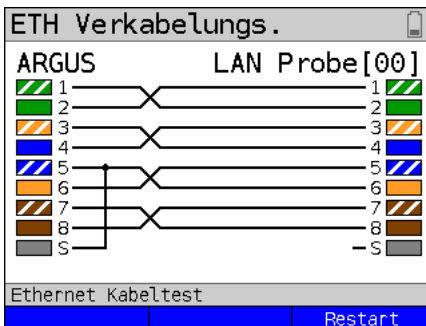 ETH Verkabelungs.
ARGUS LAN Probe[00]
1 1
2 2
3 3
4 4
5 5
6 6
7 7
8 8
S S
Ethernet Kabeltest
Restart